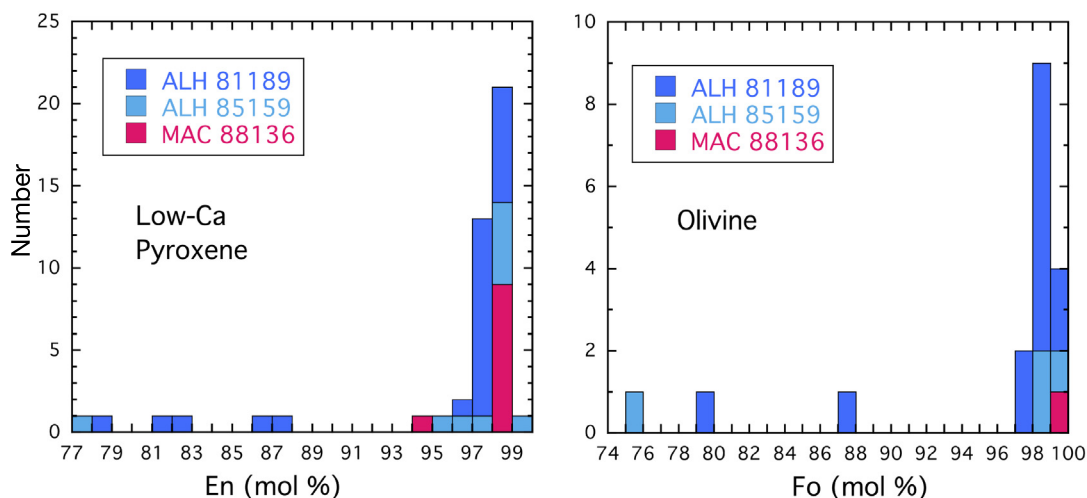 25
20
15
10
5
0
Number
ALH 81189
ALH 85159
MAC 88136
Low-Ca
Pyroxene
77 79 81 83 85 87 89 91 93 95 97 99
En (mol %)
10
8
6
4
2
0
ALH 81189
ALH 85159
MAC 88136
Olivine
74 76 78 80 82 84 86 88 90 92 94 96 98 100
Fo (mol %)